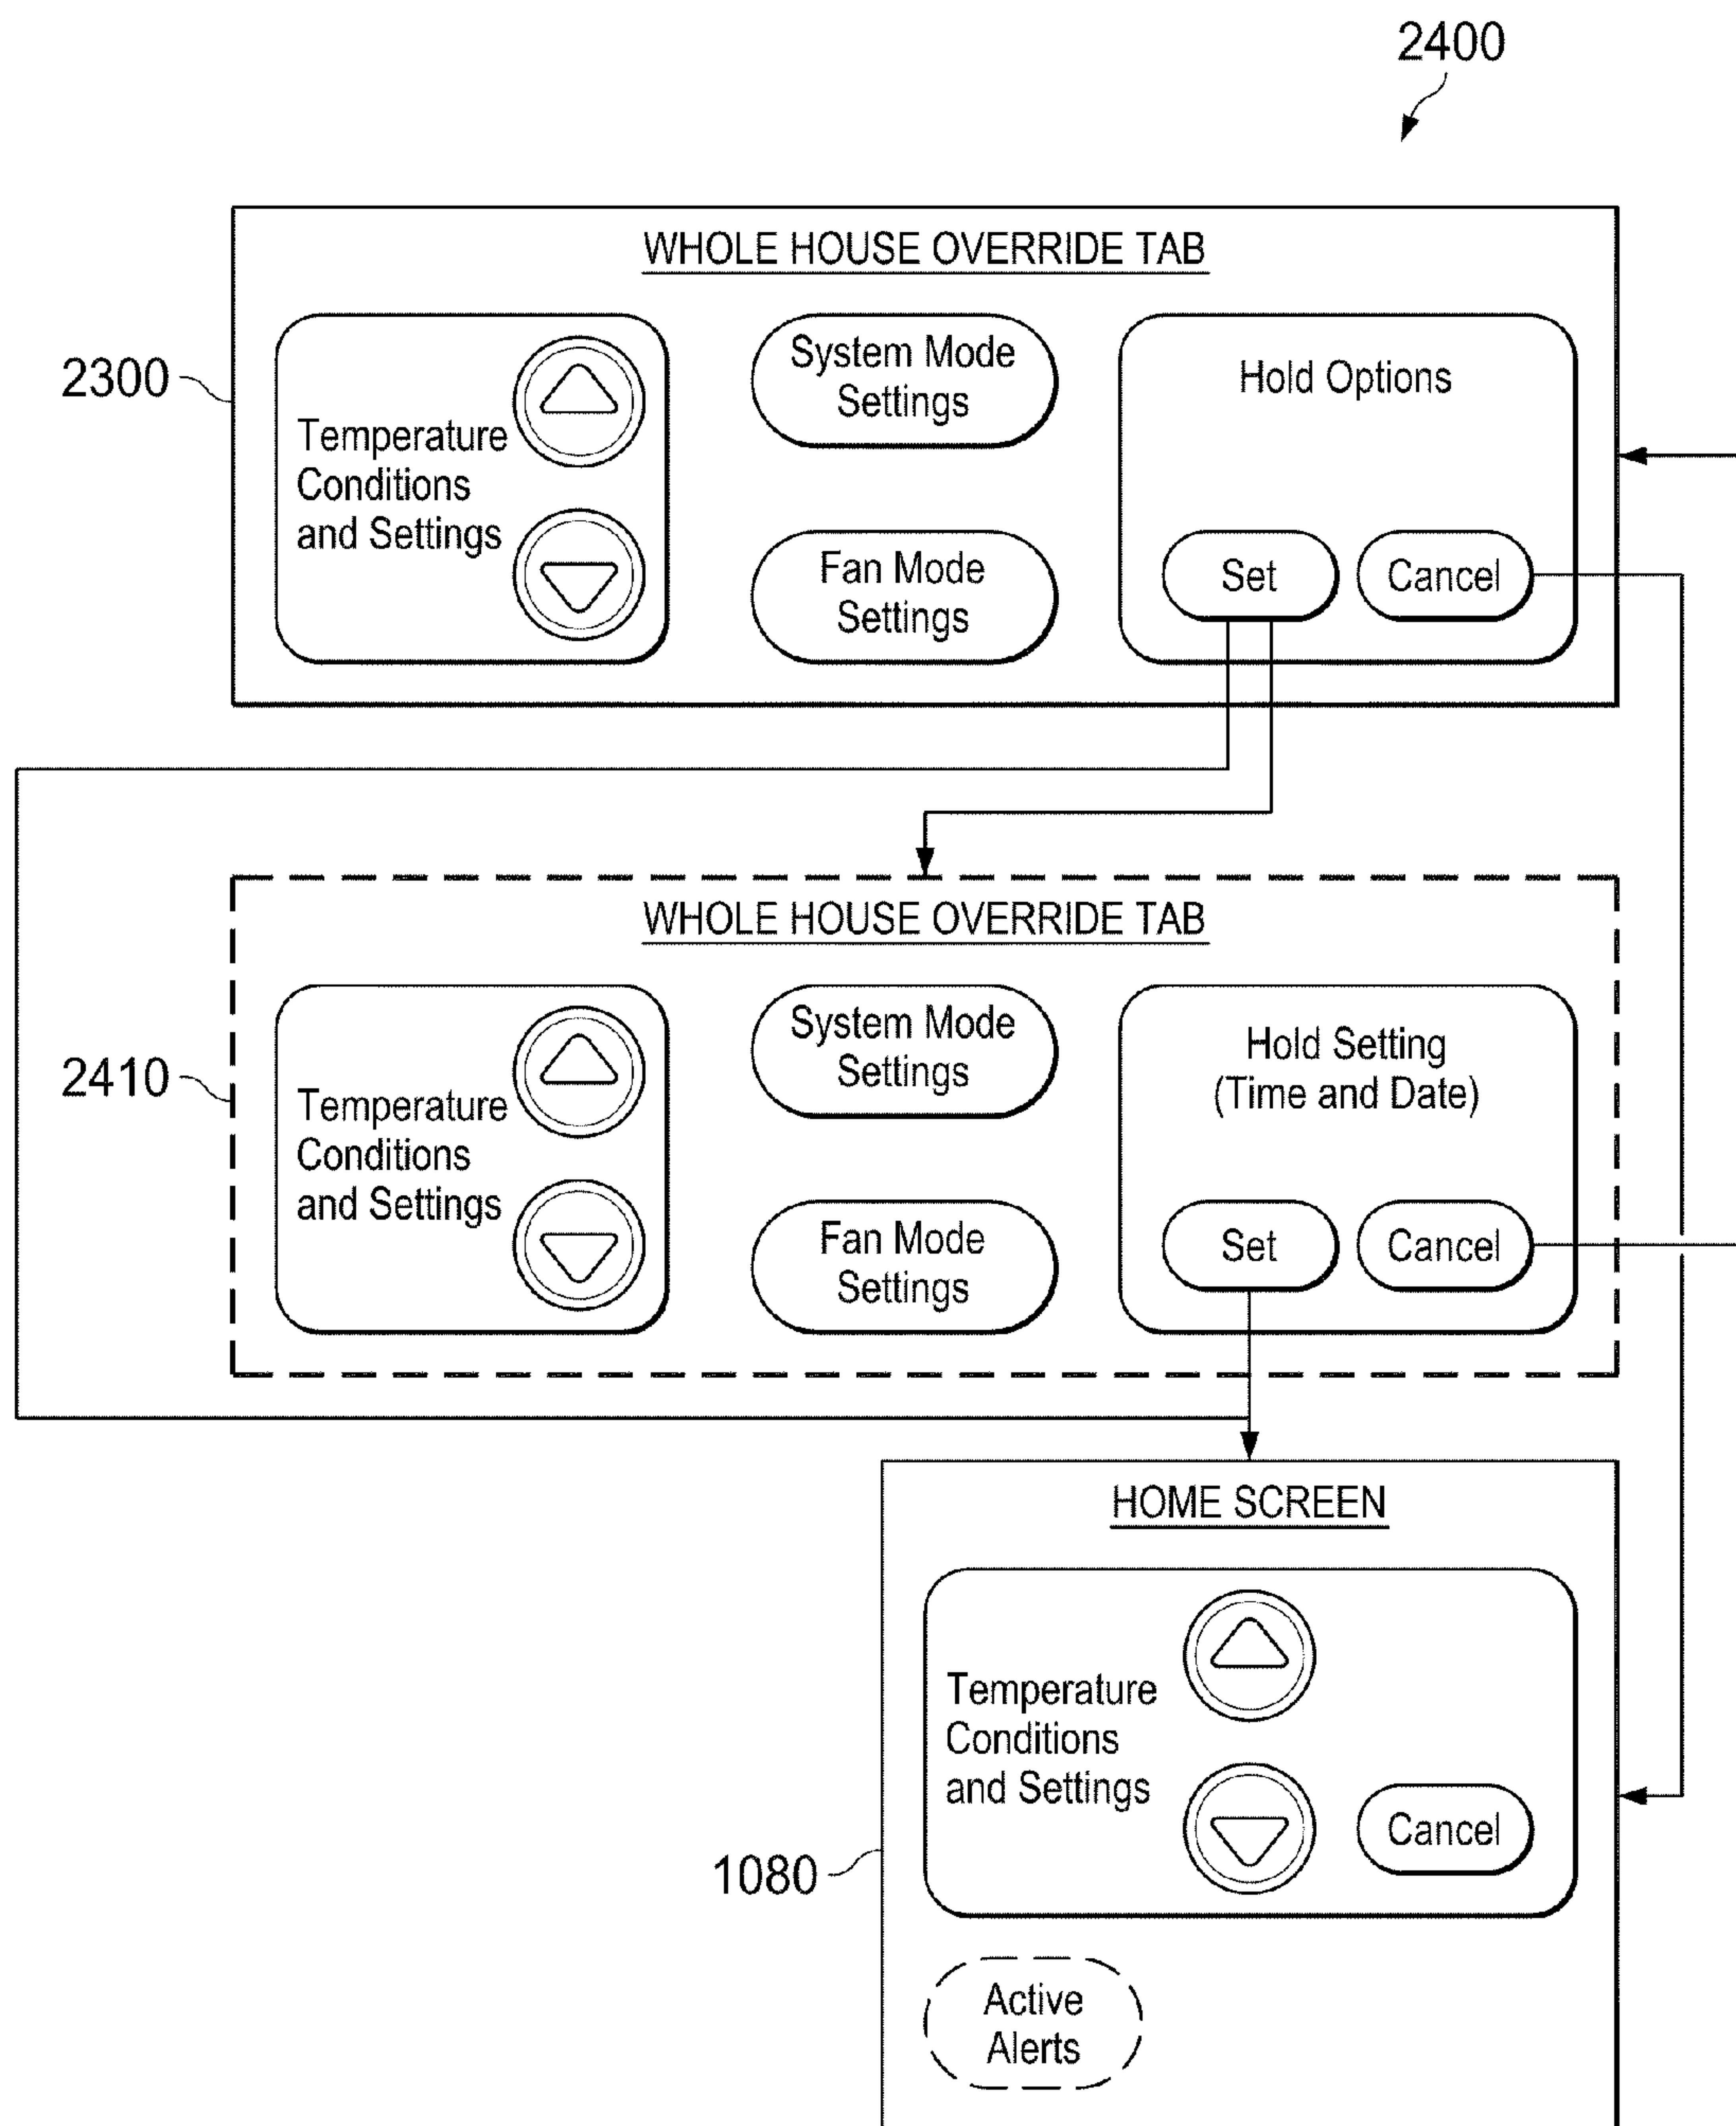 2400
WHOLE HOUSE OVERRIDE TAB
2300
Temperature
Conditions
and Settings
System Mode
Settings
Fan Mode
Settings
Hold Options
Set
Cancel
WHOLE HOUSE OVERRIDE TAB
2410
Temperature
Conditions
and Settings
System Mode
Settings
Fan Mode
Settings
Hold Setting
(Time and Date)
Set
Cancel
HOME SCREEN
1080
Temperature
Conditions
and Settings
Cancel
Active
Alerts